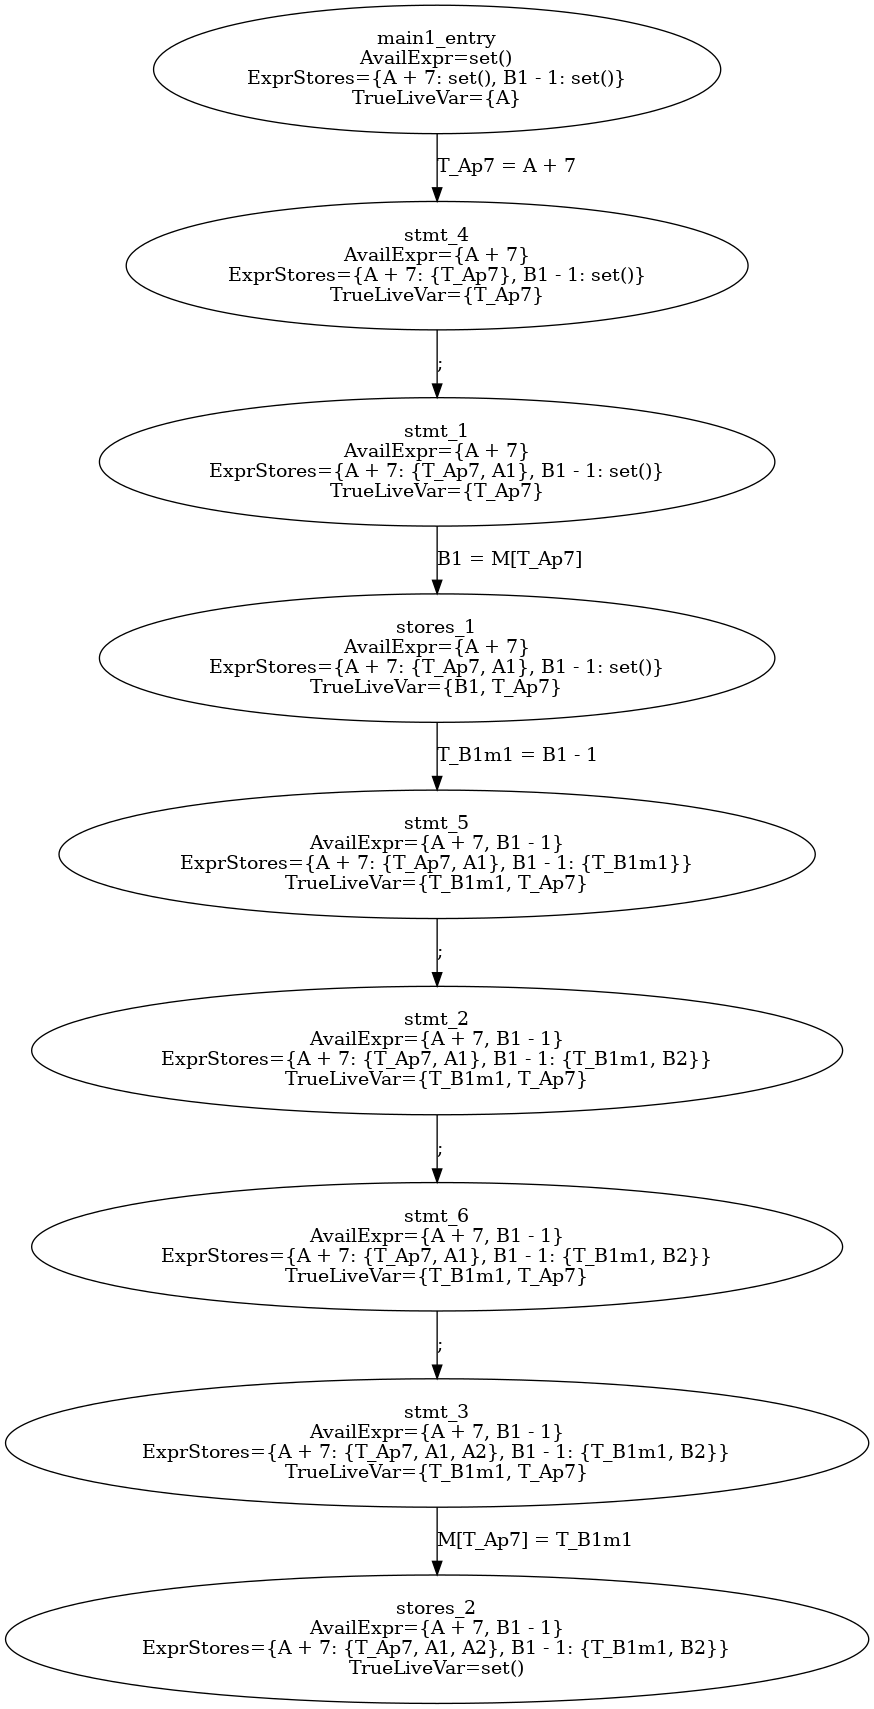 main1_entry
AvailExpr=set()
ExprStores={A + 7: set(), B1 - 1: set()}
TrueLiveVar={A}
T_Ap7 = A + 7
stmt_4
AvailExpr={A + 7}
ExprStores={A + 7: {T_Ap7}, B1 - 1: set()}
TrueLiveVar={T_Ap7}
;
stmt_1
AvailExpr={A + 7}
ExprStores={A + 7: {T_Ap7, A1}, B1 - 1: set()}
TrueLiveVar={T_Ap7}
B1 = M[T_Ap7]
stores_1
AvailExpr={A + 7}
ExprStores={A + 7: {T_Ap7, A1}, B1 - 1: set()}
TrueLiveVar={B1, T_Ap7}
T_B1m1 = B1 - 1
stmt_5
AvailExpr={A + 7, B1 - 1}
ExprStores={A + 7: {T_Ap7, A1}, B1 - 1: {T_B1m1}}
TrueLiveVar={T_B1m1, T_Ap7}
;
stmt_2
AvailExpr={A + 7, B1 - 1}
ExprStores={A + 7: {T_Ap7, A1}, B1 - 1: {T_B1m1, B2}}
TrueLiveVar={T_B1m1, T_Ap7}
;
stmt_6
AvailExpr={A + 7, B1 - 1}
ExprStores={A + 7: {T_Ap7, A1}, B1 - 1: {T_B1m1, B2}}
TrueLiveVar={T_B1m1, T_Ap7}
;
stmt_3
AvailExpr={A + 7, B1 - 1}
ExprStores={A + 7: {T_Ap7, A1, A2}, B1 - 1: {T_B1m1, B2}}
TrueLiveVar={T_B1m1, T_Ap7}
M[T_Ap7] = T_B1m1
stores_2
AvailExpr={A + 7, B1 - 1}
ExprStores={A + 7: {T_Ap7, A1, A2}, B1 - 1: {T_B1m1, B2}}
TrueLiveVar=set()